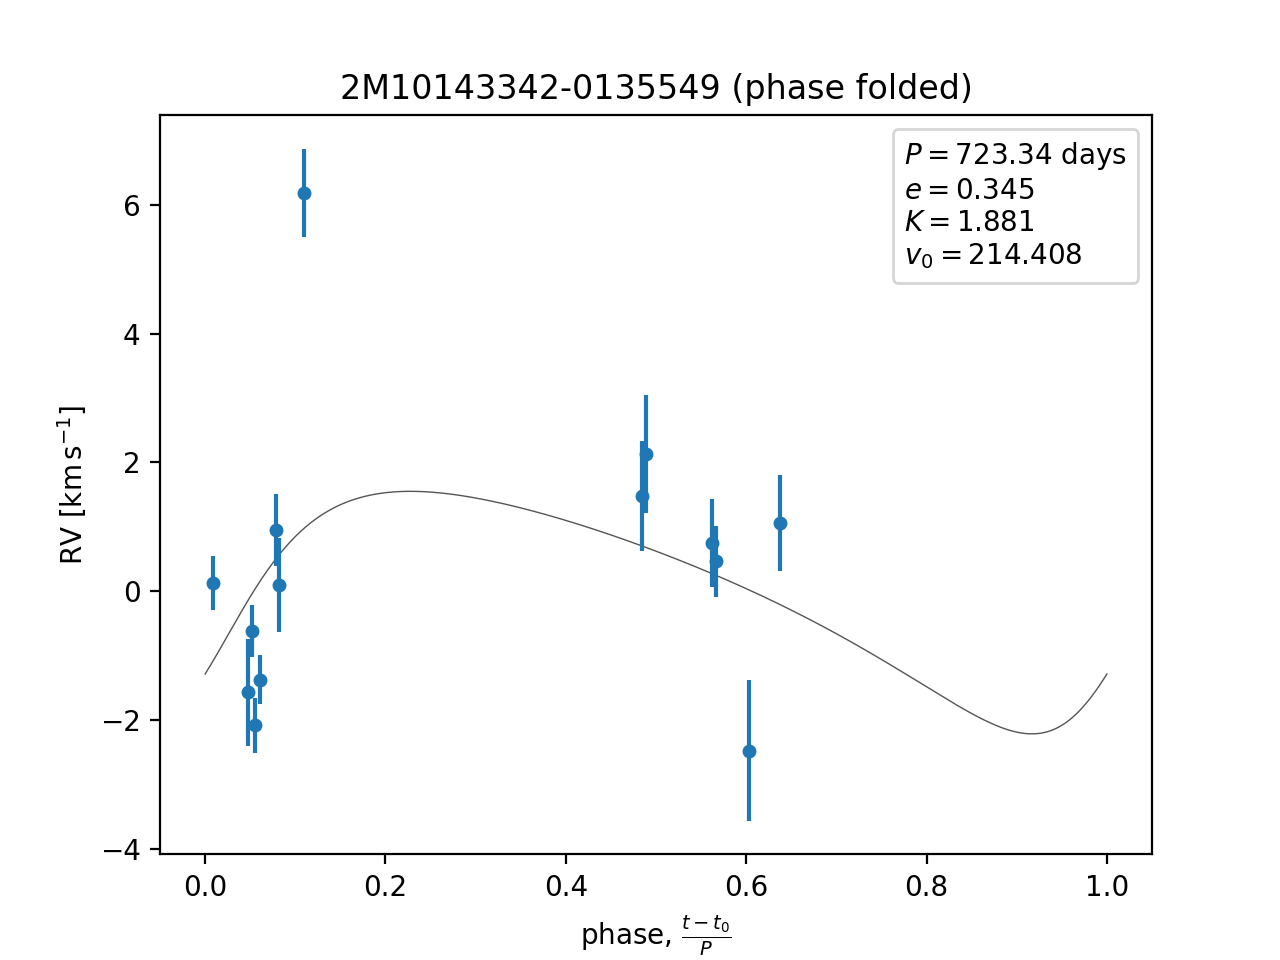 2M10143342-0135549 (phase folded)
P = 723.34 days
e = 0.345
K = 1.881
v₀ = 214.408
RV [km s⁻¹]
6
4
2
0
−2
−4
0.0 0.2 0.4 0.6 0.8 1.0
phase, (t − t₀)/P